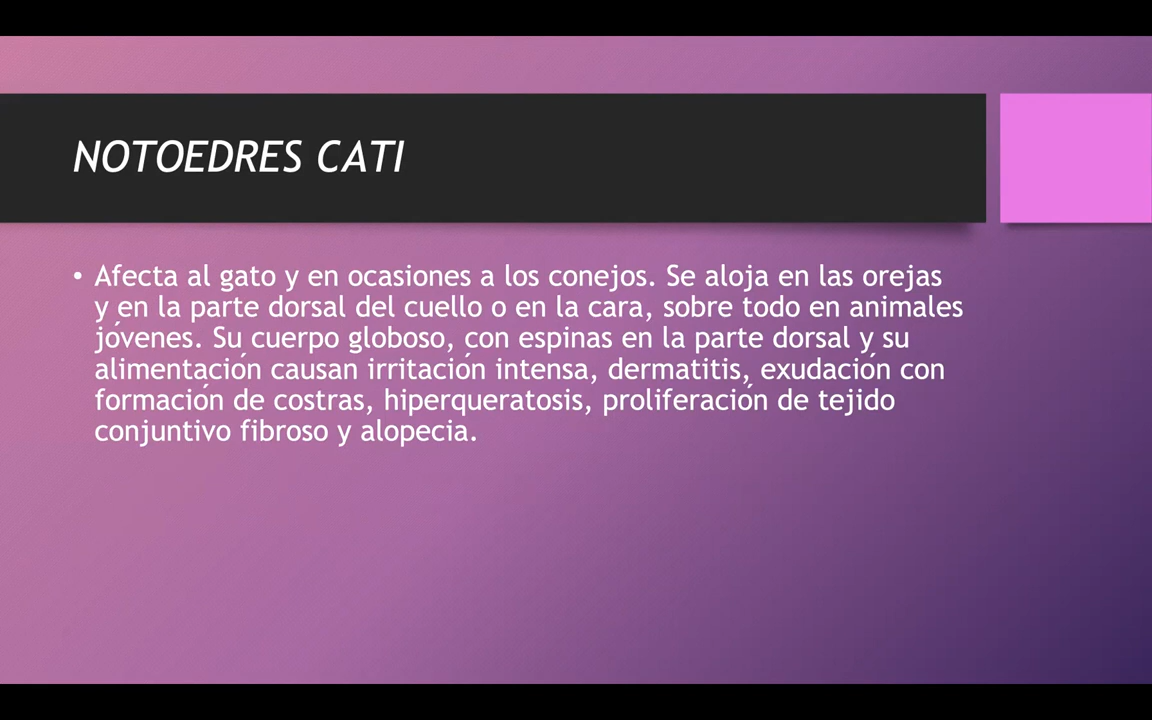 NOTOEDRES CATI
• Afecta al gato y en ocasiones a los conejos. Se aloja en las orejas
y en la parte dorsal del cuello o en la cara, sobre todo en animales
jóvenes. Su cuerpo globoso, con espinas en la parte dorsal y su
alimentación causan irritación intensa, dermatitis, exudación con
formación de costras, hiperqueratosis, proliferación de tejido
conjuntivo fibroso y alopecia.